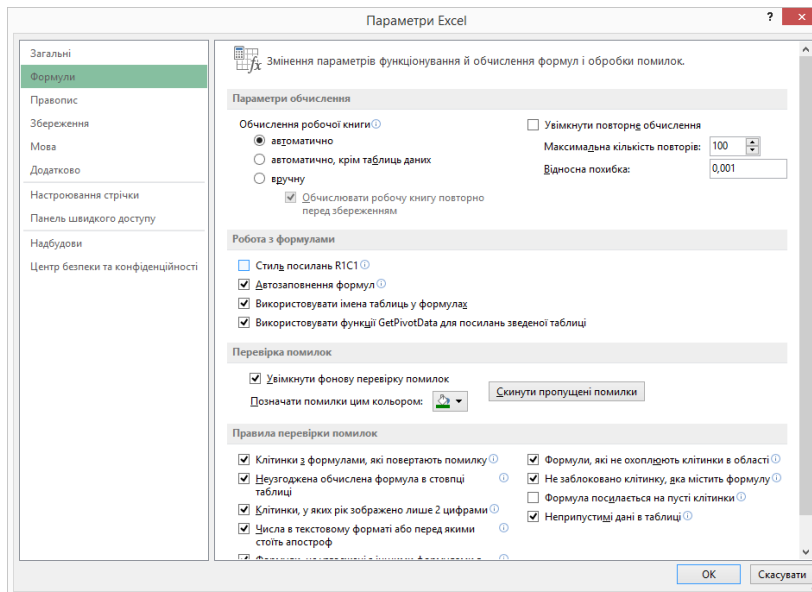 Параметри Excel
?
Загальні
Формули
Правопис
Збереження
Мова
Додатково
Настроювання стрічки
Панель швидкого доступу
Надбудови
Центр безпеки та конфіденційності
Змінення параметрів функціонування й обчислення формул і обробки помилок.
Параметри обчислення
Обчислення робочої книги
автоматично
автоматично, крім таблиць даних
вручну
Обчислювати робочу книгу повторно
перед збереженням
Увімкнути повторне обчислення
Максимальна кількість повторів: 100
Відносна похибка: 0,001
Робота з формулами
Стиль посилань R1C1
Автозаповнення формул
Використовувати імена таблиць у формулах
Використовувати функції GetPivotData для посилань зведеної таблиці
Перевірка помилок
Увімкнути фонову перевірку помилок
Позначати помилки цим кольором:
Скинути пропущені помилки
Правила перевірки помилок
Клітинки з формулами, які повертають помилку
Неузгоджена обчислена формула в стовпці
таблиці
Клітинки, у яких рік зображено лише 2 цифрами
Числа в текстовому форматі або перед якими
стоїть апостроф
Формули, які не охоплюють клітинки в області
Не заблоковано клітинку, яка містить формулу
Формула посилається на пусті клітинки
Неприпустимі дані в таблиці
ОК
Скасувати